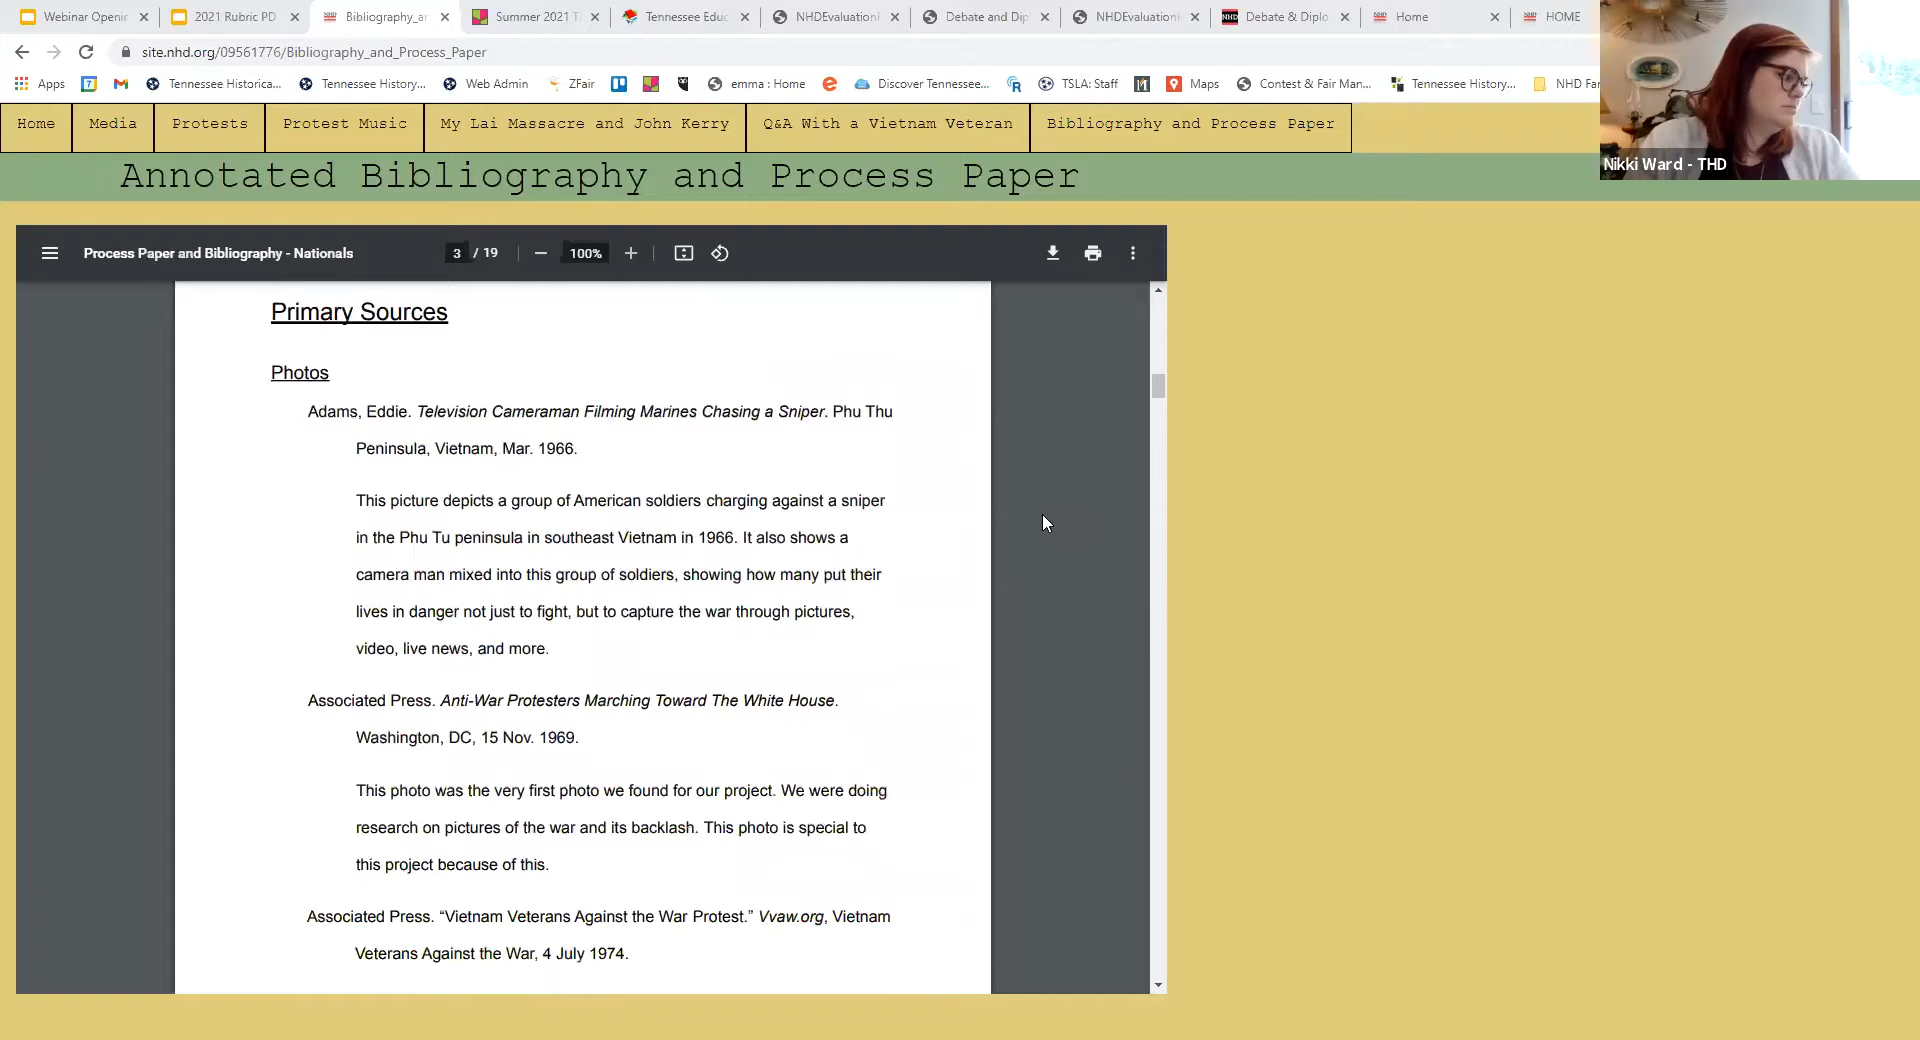 Webinar Openin
2021 Rubric PD
Bibliography_an
Summer 2021 T
Tennessee Educ
NHDEvaluation
Debate and Dip
NHDEvaluation
Debate & Diplo
Home
HOME
site.nhd.org/09561776/Bibliography_and_Process_Paper
Apps
Tennessee Historica...
Tennessee History...
Web Admin
ZFair
emma : Home
Discover Tennessee...
TSLA: Staff
Maps
Contest & Fair Man...
Tennessee History...
NHD Fa
Home
Media
Protests
Protest Music
My Lai Massacre and John Kerry
Q&A With a Vietnam Veteran
Bibliography and Process Paper
Nikki Ward - THD
Annotated Bibliography and Process Paper
Process Paper and Bibliography - Nationals
3 / 19
100%
Primary Sources
Photos
Adams, Eddie. Television Cameraman Filming Marines Chasing a Sniper. Phu Thu
Peninsula, Vietnam, Mar. 1966.
This picture depicts a group of American soldiers charging against a sniper
in the Phu Tu peninsula in southeast Vietnam in 1966. It also shows a
camera man mixed into this group of soldiers, showing how many put their
lives in danger not just to fight, but to capture the war through pictures,
video, live news, and more.
Associated Press. Anti-War Protesters Marching Toward The White House.
Washington, DC, 15 Nov. 1969.
This photo was the very first photo we found for our project. We were doing
research on pictures of the war and its backlash. This photo is special to
this project because of this.
Associated Press. “Vietnam Veterans Against the War Protest.” Vvaw.org, Vietnam
Veterans Against the War, 4 July 1974.